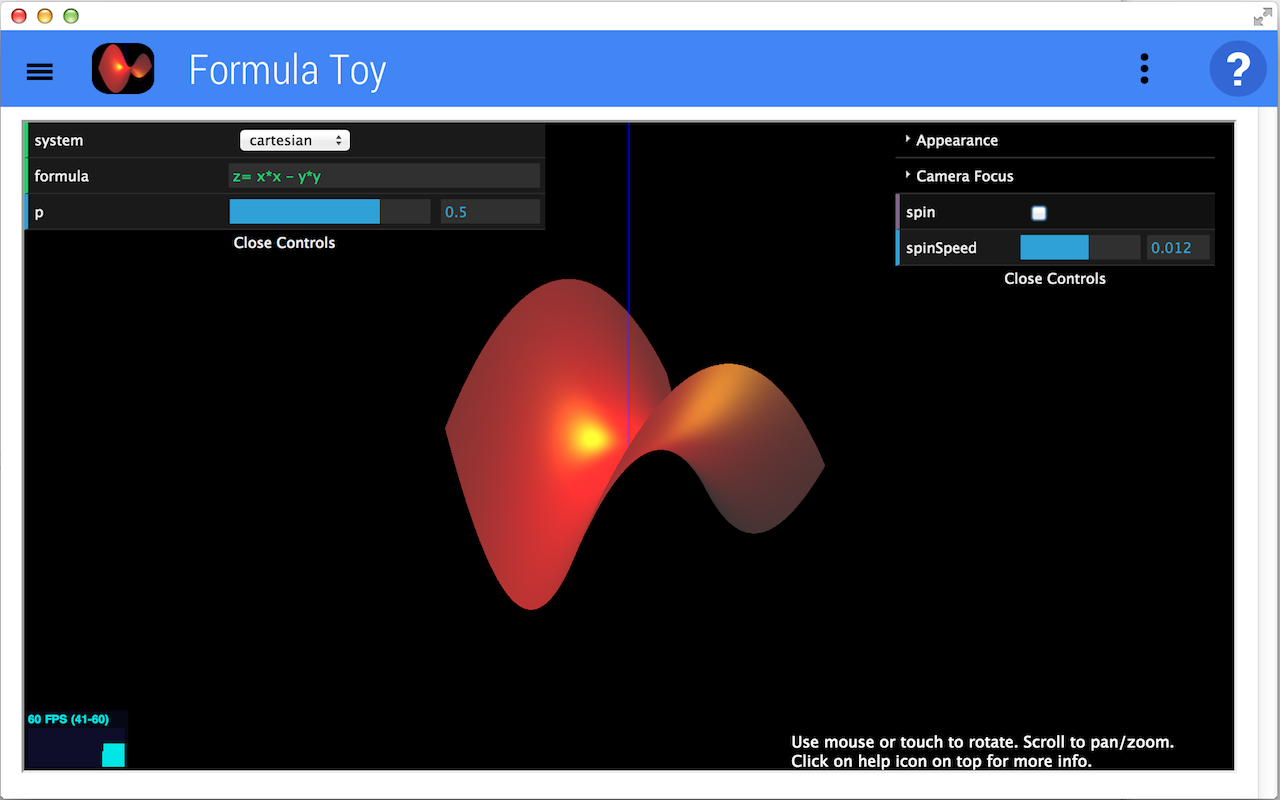 Formula Toy
?
system
cartesian
formula
z= x*x - y*y
p
0.5
Close Controls
Appearance
Camera Focus
spin
spinSpeed
0.012
Close Controls
60 FPS (41-60)
Use mouse or touch to rotate. Scroll to pan/zoom.
Click on help icon on top for more info.